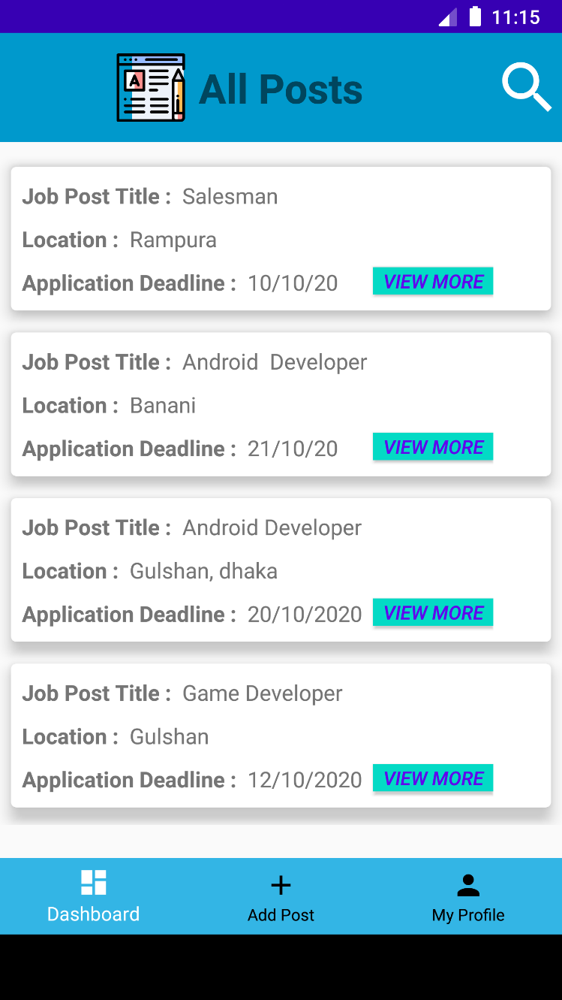 11:15
A
All Posts
Job Post Title : Salesman
Location : Rampura
Application Deadline : 10/10/20 VIEW MORE
Job Post Title : Android  Developer
Location : Banani
Application Deadline : 21/10/20 VIEW MORE
Job Post Title : Android Developer
Location : Gulshan, dhaka
Application Deadline : 20/10/2020 VIEW MORE
Job Post Title : Game Developer
Location : Gulshan
Application Deadline : 12/10/2020 VIEW MORE
Dashboard Add Post My Profile